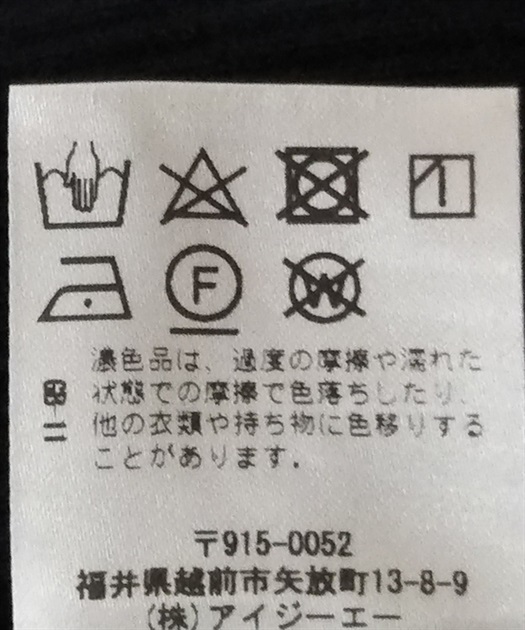 F W
濃色品は、過度の摩擦や濡れた
状態での摩擦で色落ちしたり、
他の衣類や持ち物に色移りする
ことがあります.
〒915-0052
福井県越前市矢放町13-8-9
(株)アイジーエー